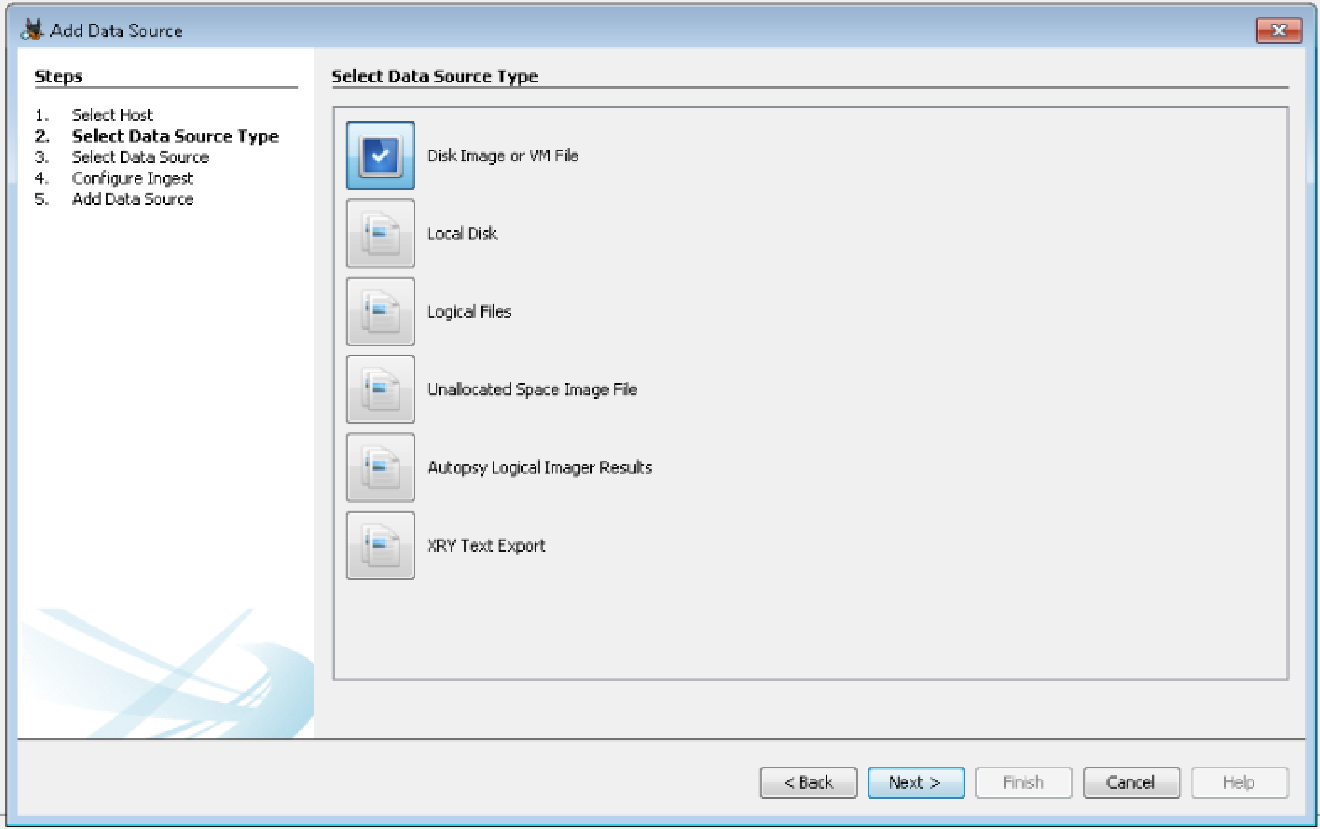 Add Data Source
Steps
1. Select Host
2. Select Data Source Type
3. Select Data Source
4. Configure Ingest
5. Add Data Source
Select Data Source Type
Disk Image or VM File
Local Disk
Logical Files
Unallocated Space Image File
Autopsy Logical Imager Results
XRY Text Export
< Back
Next >
Finish
Cancel
Help